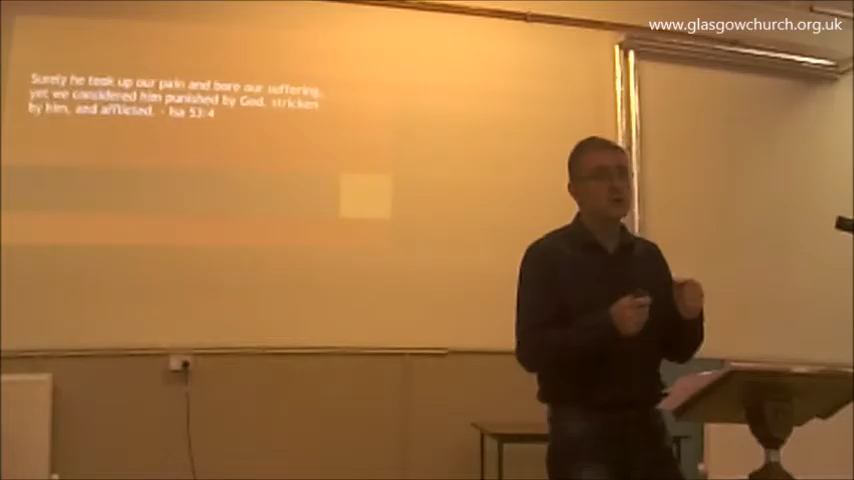 www.glasgowchurch.org.uk
Surely he took up our pain and bore our suffering,
yet we considered him punished by God, stricken
by him, and afflicted. - Isa 53:4